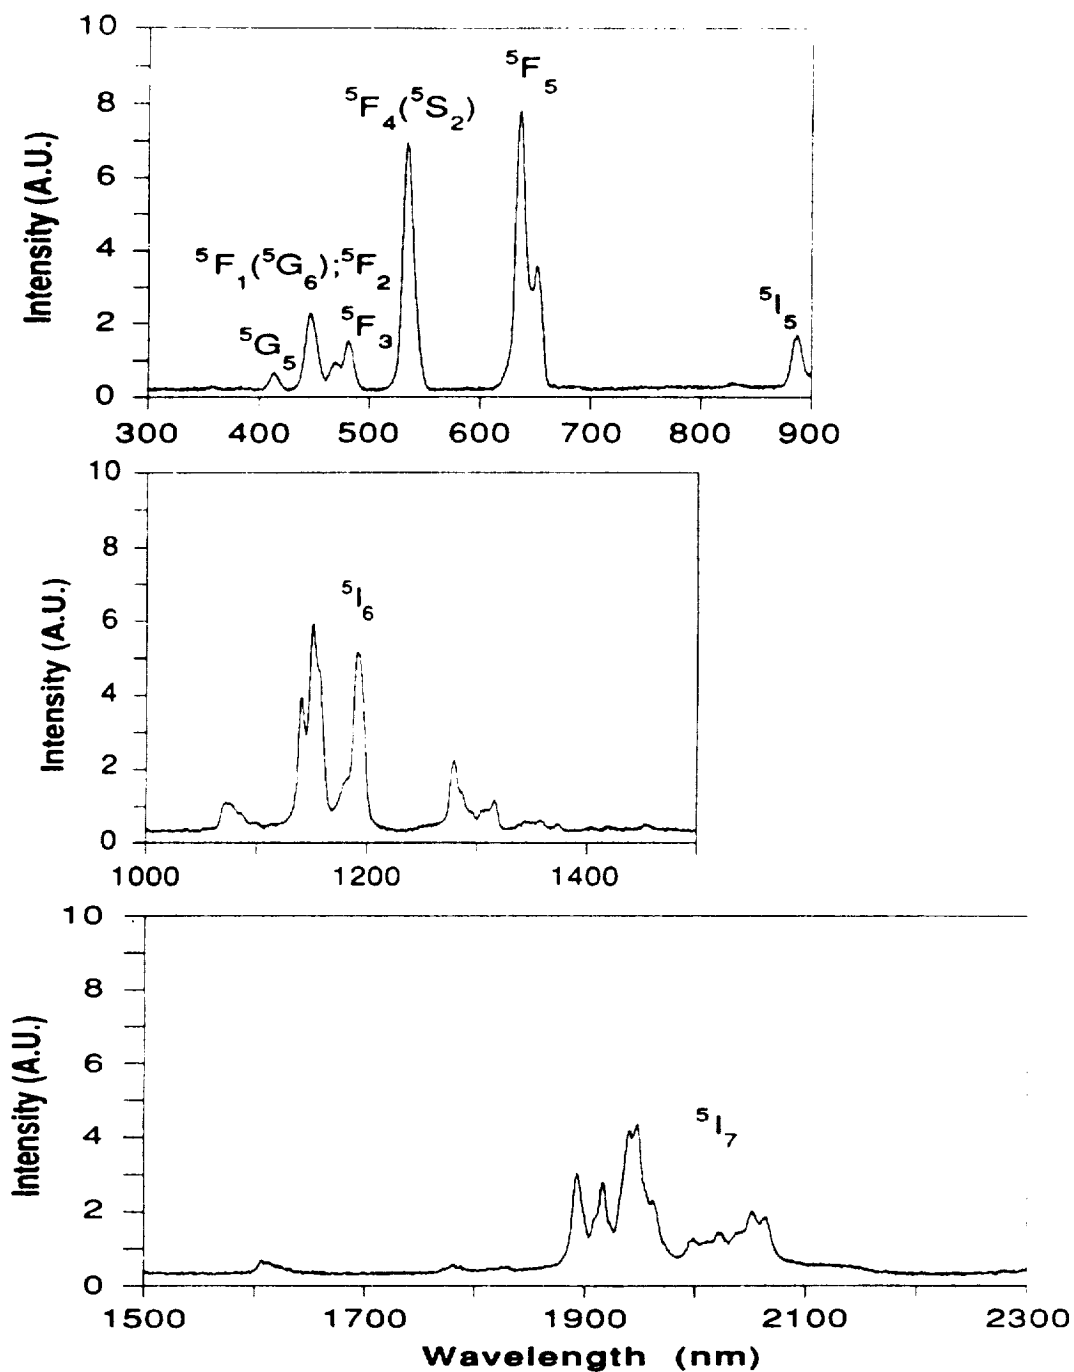 10
8
6
4
2
0
Intensity (A.U.)
⁵F₅
⁵F₄(⁵S₂)
⁵F₁(⁵G₆);⁵F₂
⁵G₅
⁵F₃
⁵I₅
300 400 500 600 700 800 900
10
8
6
4
2
0
Intensity (A.U.)
⁵I₆
1000 1200 1400
10
8
6
4
2
0
Intensity (A.U.)
⁵I₇
1500 1700 1900 2100 2300
Wavelength (nm)